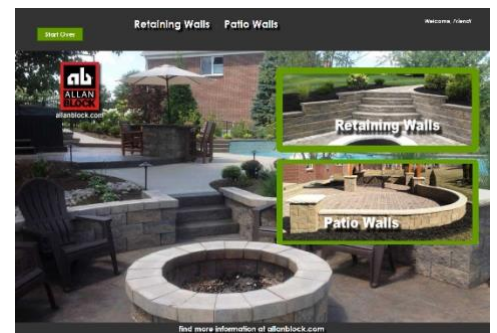 Retaining Walls Patio Walls
Welcome, Friend!
Start Over
ab
ALLAN
BLOCK
allanblock.com
Retaining Walls
Patio Walls
find more information at allanblock.com